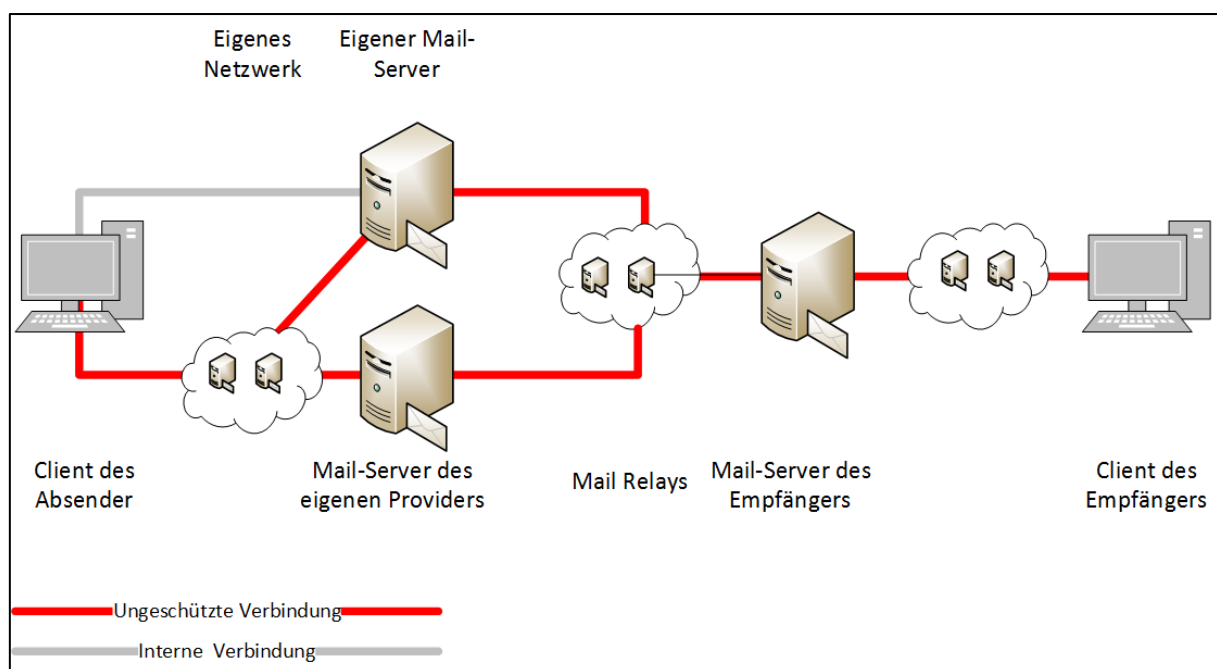 Eigenes
Netzwerk
Eigener Mail-
Server
Client des
Absender
Mail-Server des
eigenen Providers
Mail Relays
Mail-Server des
Empfängers
Client des
Empfängers
Ungeschützte Verbindung
Interne Verbindung